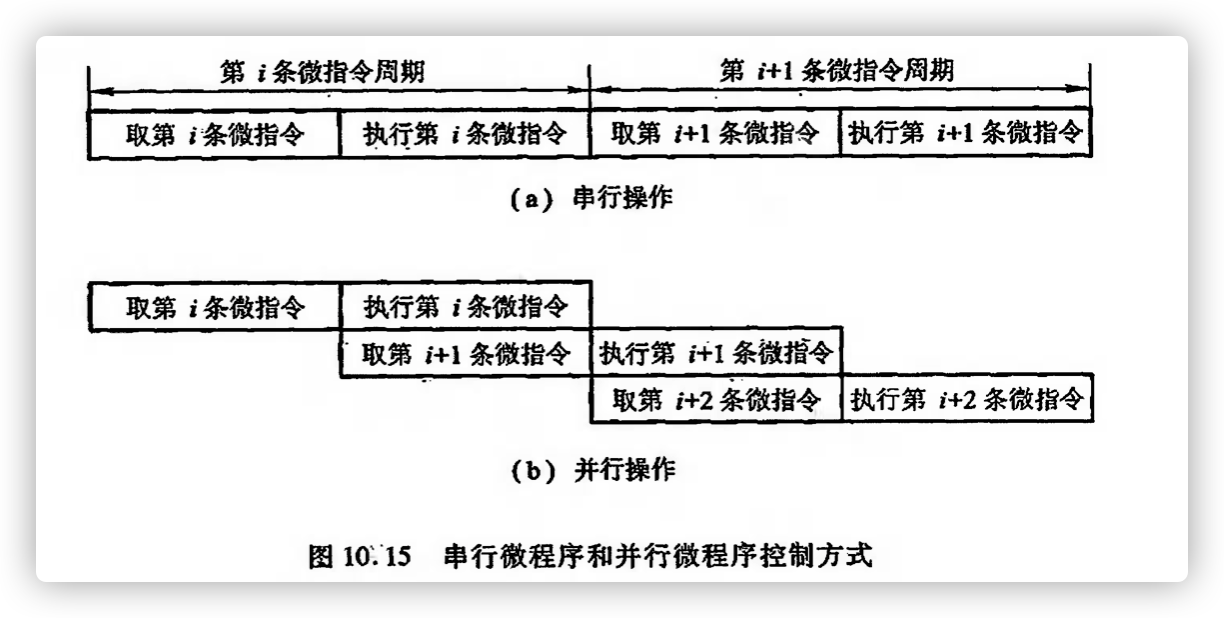 第 i 条微指令周期 第 i+1 条微指令周期
取第 i 条微指令 执行第 i 条微指令 取第 i+1 条微指令 执行第 i+1 条微指令
(a) 串行操作
取第 i 条微指令 执行第 i 条微指令
取第 i+1 条微指令 执行第 i+1 条微指令
取第 i+2 条微指令 执行第 i+2 条微指令
(b) 并行操作
图 10.15 串行微程序和并行微程序控制方式